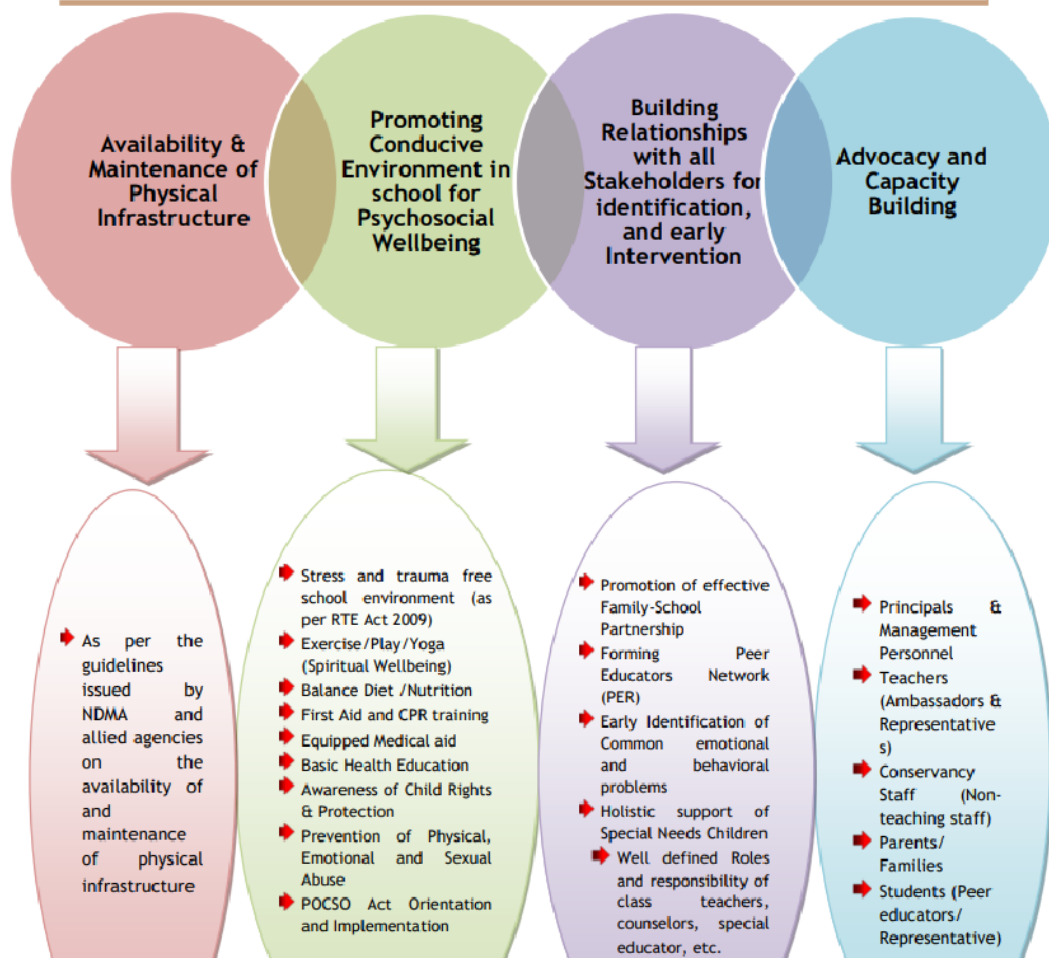 Availability &
Maintenance of
Physical
Infrastructure
Promoting
Conducive
Environment in
school for
Psychosocial
Wellbeing
Building
Relationships
with all
Stakeholders for
identification,
and early
Intervention
Advocacy and
Capacity
Building
As per the
guidelines
issued by
NDMA and
allied agencies
on the
availability of
and
maintenance
of physical
infrastructure
Stress and trauma free
school environment (as
per RTE Act 2009)
Exercise/Play/Yoga
(Spiritual Wellbeing)
Balance Diet /Nutrition
First Aid and CPR training
Equipped Medical aid
Basic Health Education
Awareness of Child Rights
& Protection
Prevention of Physical,
Emotional and Sexual
Abuse
POCSO Act Orientation
and Implementation
Promotion of effective
Family-School
Partnership
Forming Peer
Educators Network
(PER)
Early Identification of
Common emotional
and behavioral
problems
Holistic support of
Special Needs Children
Well defined Roles
and responsibility of
class teachers,
counselors, special
educator, etc.
Principals &
Management
Personnel
Teachers
(Ambassadors &
Representative
s)
Conservancy
Staff (Non-
teaching staff)
Parents/
Families
Students (Peer
educators/
Representative)